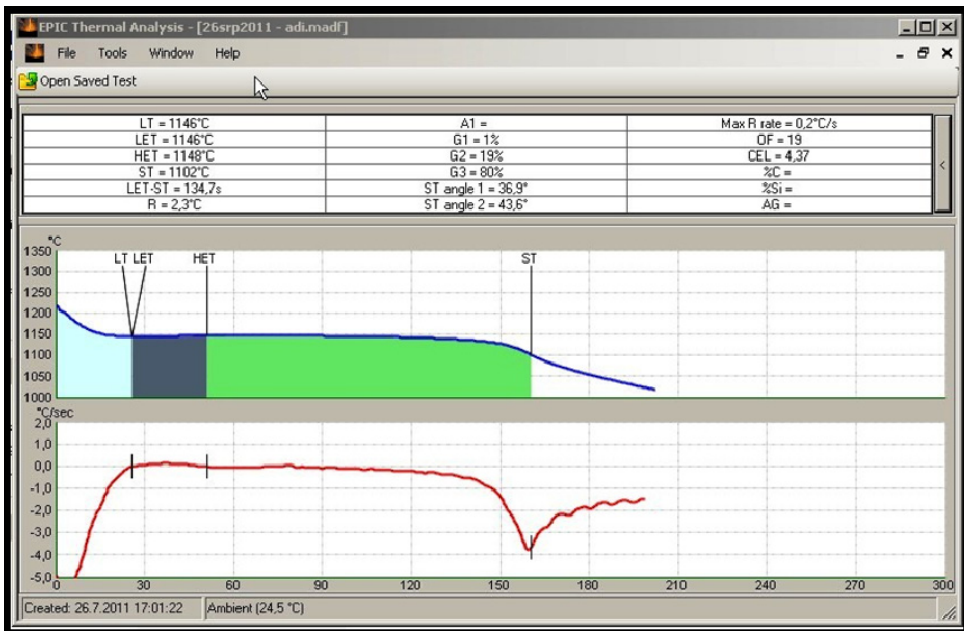 EPIC Thermal Analysis - [26srp2011 - adi.madf]
File Tools Window Help
Open Saved Test
LT = 1146°C A1 = Max R rate = 0,2°C/s
LET = 1146°C G1 = 1% OF = 19
HET = 1148°C G2 = 19% CEL = 4,37
ST = 1102°C G3 = 80% %C =
LET-ST = 134,7s ST angle 1 = 36,9° %Si =
R = 2,3°C ST angle 2 = 43,6° AG =
<
°C
LT LET HET ST
1350
1300
1250
1200
1150
1100
1050
1000
°C/sec
2,0
1,0
0,0
-1,0
-2,0
-3,0
-4,0
-5,0
0 30 60 90 120 150 180 210 240 270 300
Created: 26.7.2011 17:01:22 Ambient (24,5 °C)